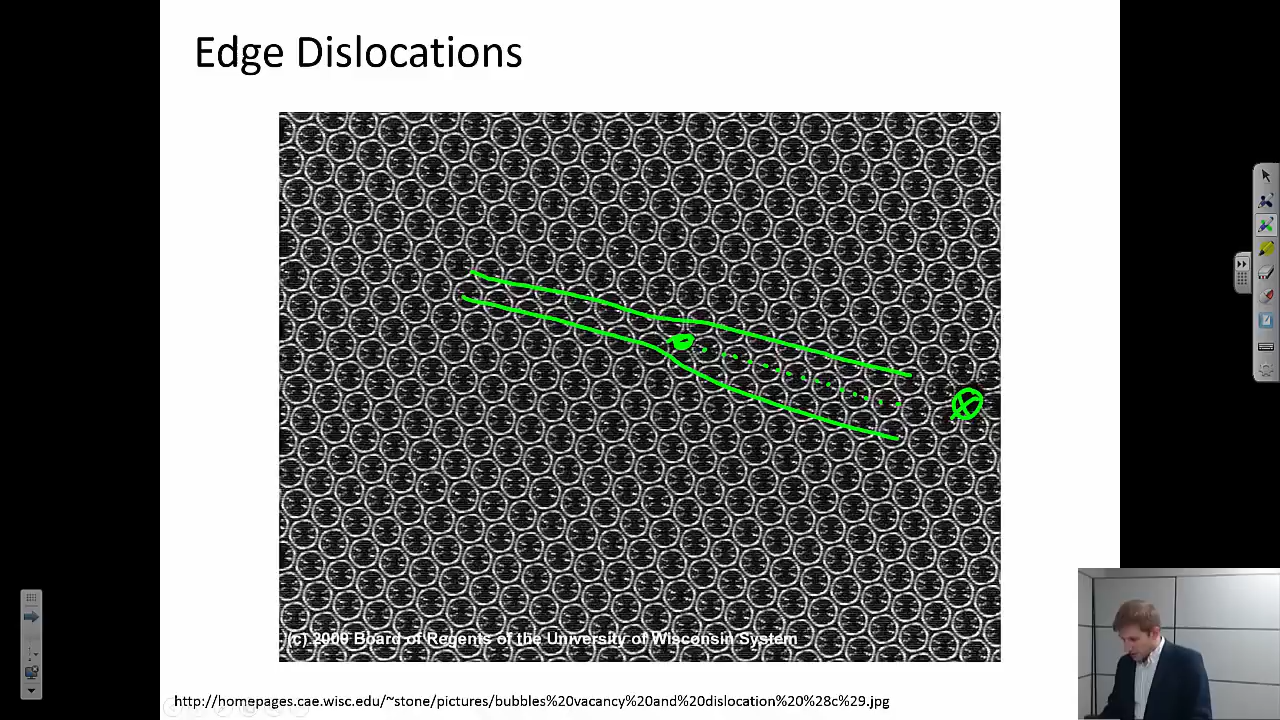 Edge Dislocations
(c) 2009 Board of Regents of the University of Wisconsin System
http://homepages.cae.wisc.edu/~stone/pictures/bubbles%20vacancy%20and%20dislocation%20%28c%29.jpg